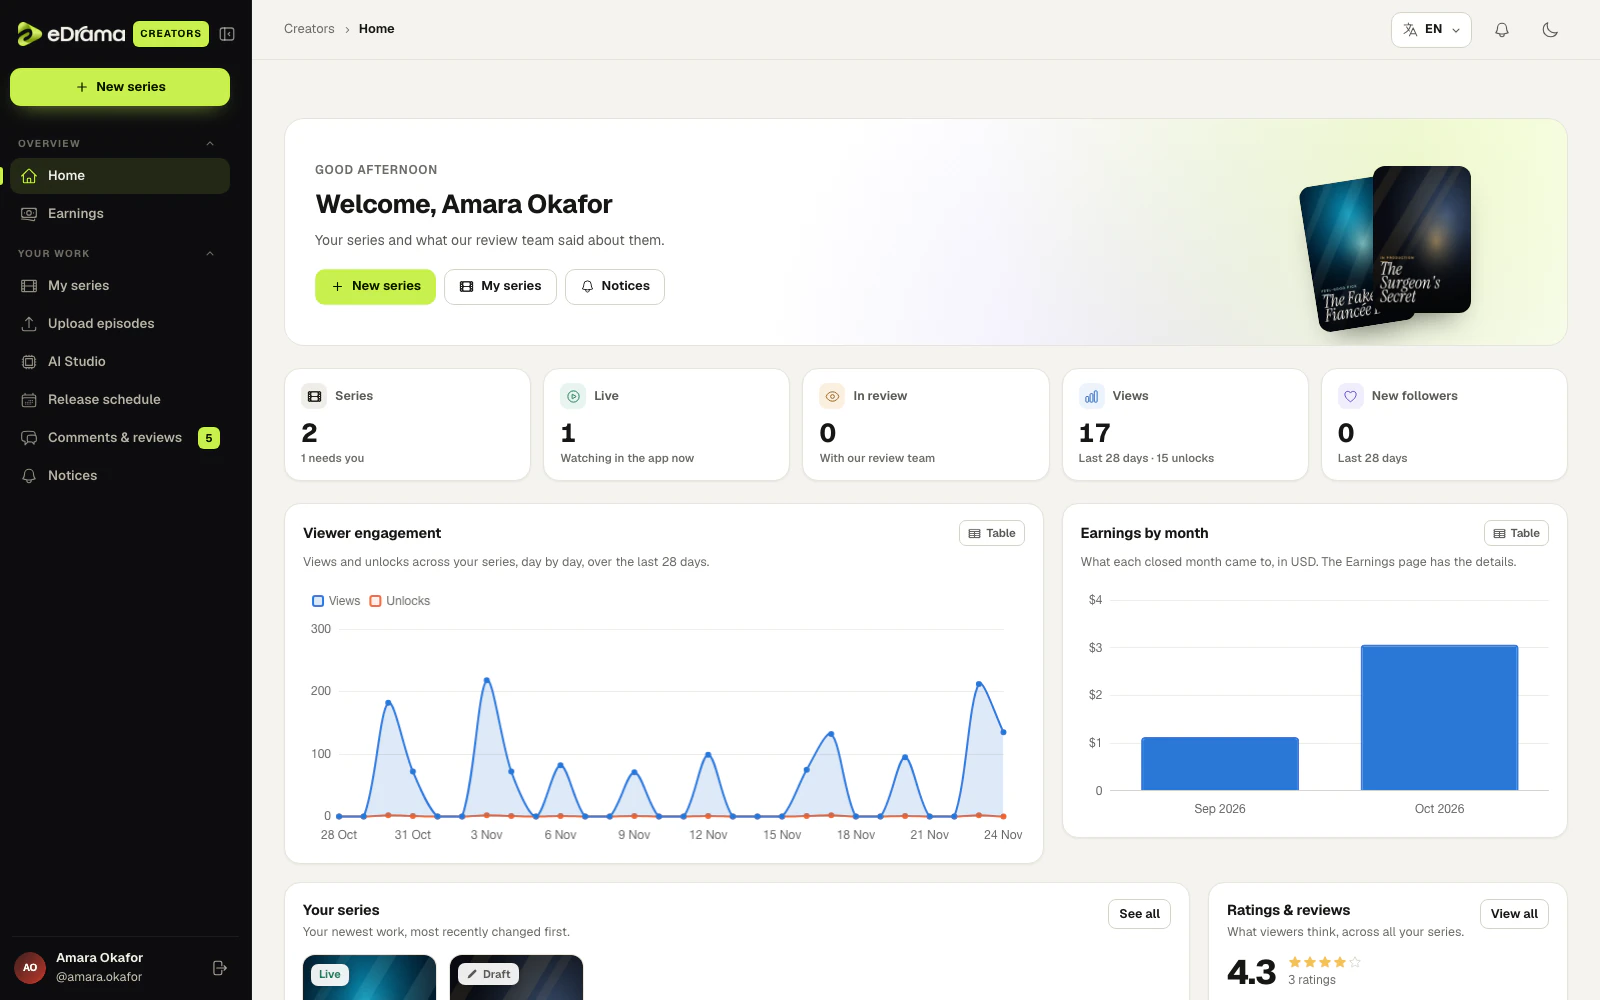 eDrama CREATORS
New series
OVERVIEW
Home
Earnings
YOUR WORK
My series
Upload episodes
AI Studio
Release schedule
Comments & reviews 5
Notices
AO
Amara Okafor
@amara.okafor
Creators › Home
EN
GOOD AFTERNOON
Welcome, Amara Okafor
Your series and what our review team said about them.
New series
My series
Notices
The Fake
Fiancée
IN PRODUCTION
The
Surgeon's
Secret
Series
2
1 needs you
Live
1
Watching in the app now
In review
0
With our review team
Views
17
Last 28 days · 15 unlocks
New followers
0
Last 28 days
Viewer engagement
Table
Views and unlocks across your series, day by day, over the last 28 days.
Views Unlocks
300
200
100
0
28 Oct 31 Oct 3 Nov 6 Nov 9 Nov 12 Nov 15 Nov 18 Nov 21 Nov 24 Nov
Earnings by month
Table
What each closed month came to, in USD. The Earnings page has the details.
$4
$3
$2
$1
0
Sep 2026 Oct 2026
Your series
See all
Your newest work, most recently changed first.
Live
Draft
Ratings & reviews
View all
What viewers think, across all your series.
4.3
3 ratings